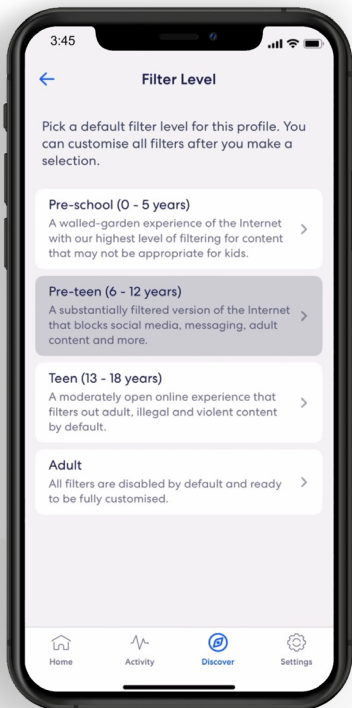 3:45
Filter Level
Pick a default filter level for this profile. You
can customise all filters after you make a
selection.
Pre-school (0 - 5 years)
A walled-garden experience of the Internet
with our highest level of filtering for content
that may not be appropriate for kids.
Pre-teen (6 - 12 years)
A substantially filtered version of the Internet
that blocks social media, messaging, adult
content and more.
Teen (13 - 18 years)
A moderately open online experience that
filters out adult, illegal and violent content
by default.
Adult
All filters are disabled by default and ready
to be fully customised.
Home Activity Discover Settings